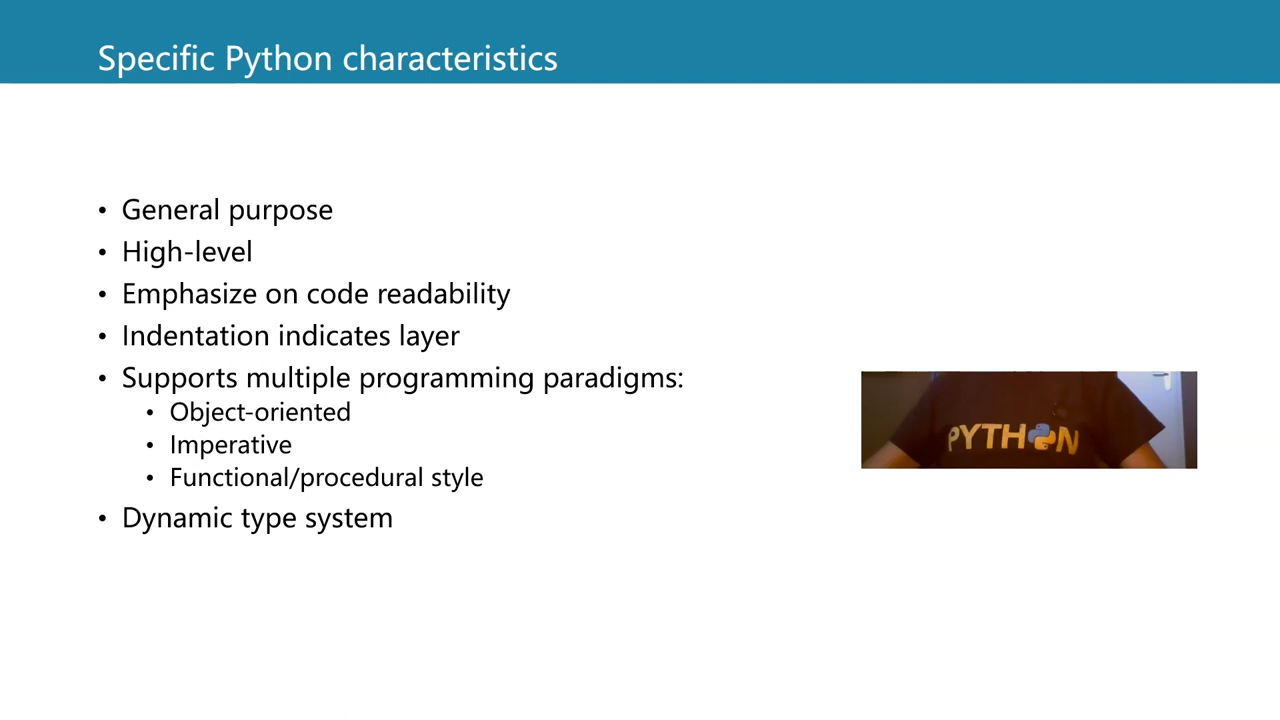 Specific Python characteristics
• General purpose
• High-level
• Emphasize on code readability
• Indentation indicates layer
• Supports multiple programming paradigms:
• Object-oriented
• Imperative
• Functional/procedural style
• Dynamic type system
PYTHON